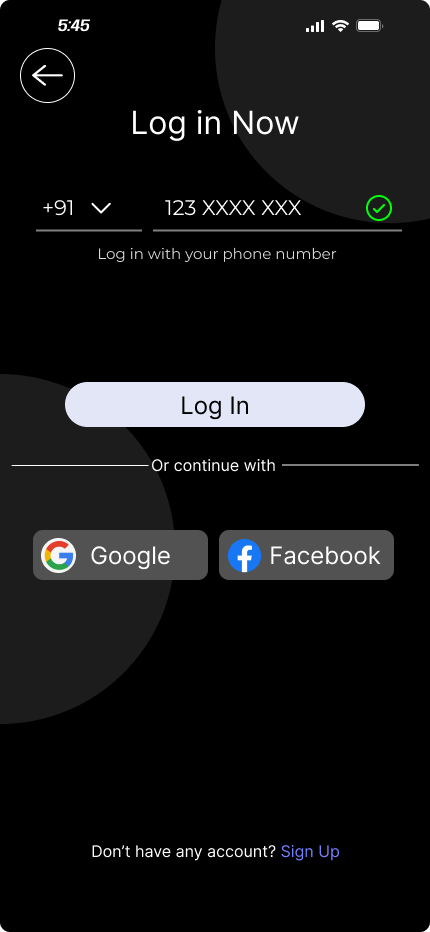 5:45
Log in Now
+91 123 XXXX XXX
Log in with your phone number
Log In
Or continue with
Google Facebook
Don’t have any account? Sign Up